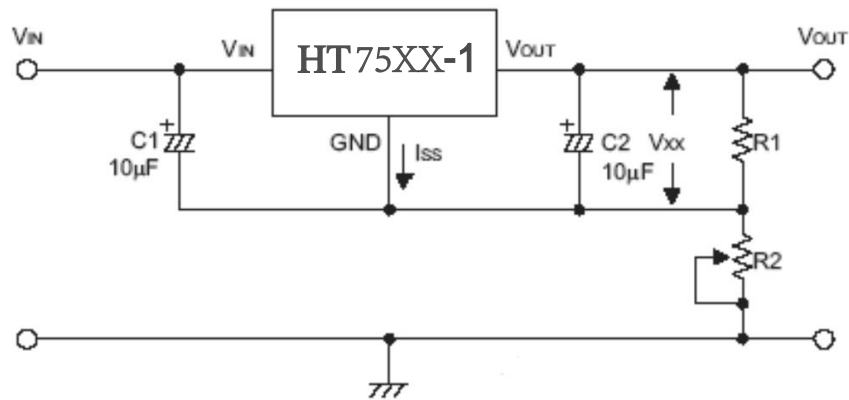 VIN
VIN
HT75XX-1
VOUT
VOUT
C1
10μF
GND
ISS
C2
10μF
VXX
R1
R2